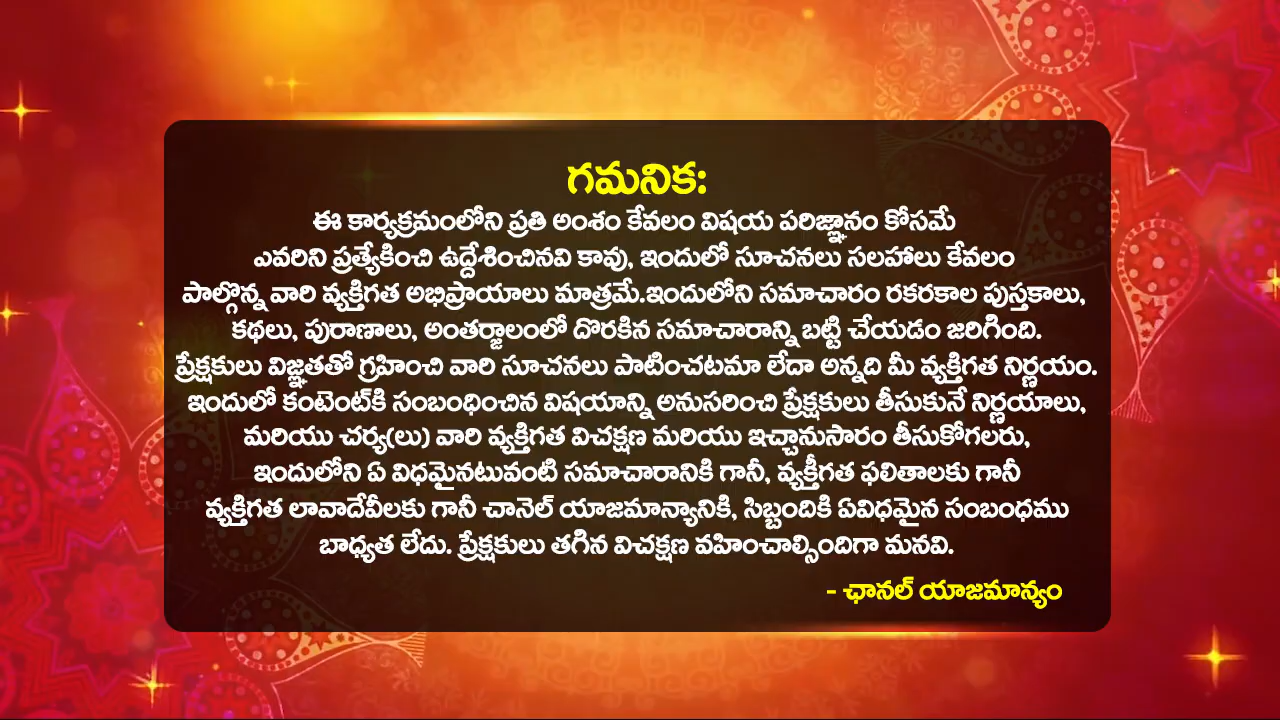 గమనిక:
ఈ కార్యక్రమంలోని ప్రతి అంశం కేవలం విషయ పరిజ్ఞానం కోసమే
ఎవరిని ప్రత్యేకించి ఉద్దేశించినవి కావు, ఇందులో సూచనలు సలహాలు కేవలం
పాల్గొన్న వారి వ్యక్తిగత అభిప్రాయాలు మాత్రమే.ఇందులోని సమాచారం రకరకాల పుస్తకాలు,
కథలు, పురాణాలు, అంతర్జాలంలో దొరకిన సమాచారాన్ని బట్టి చేయడం జరిగింది.
ప్రేక్షకులు విజ్ఞతతో గ్రహించి వారి సూచనలు పాటించటమా లేదా అన్నది మీ వ్యక్తిగత నిర్ణయం.
ఇందులో కంటెంట్‌కి సంబంధించిన విషయాన్ని అనుసరించి ప్రేక్షకులు తీసుకునే నిర్ణయాలు,
మరియు చర్య(లు) వారి వ్యక్తిగత విచక్షణ మరియు ఇచ్చానుసారం తీసుకోగలరు,
ఇందులోని ఏ విధమైనటువంటి సమాచారానికి గానీ, వ్యక్తీగత ఫలితాలకు గానీ
వ్యక్తిగత లావాదేవీలకు గానీ చానెల్ యాజమాన్యానికి, సిబ్బందికి ఏవిధమైన సంబంధము
బాధ్యత లేదు. ప్రేక్షకులు తగిన విచక్షణ వహించాల్సిందిగా మనవి.
- ఛానల్ యాజమాన్యం